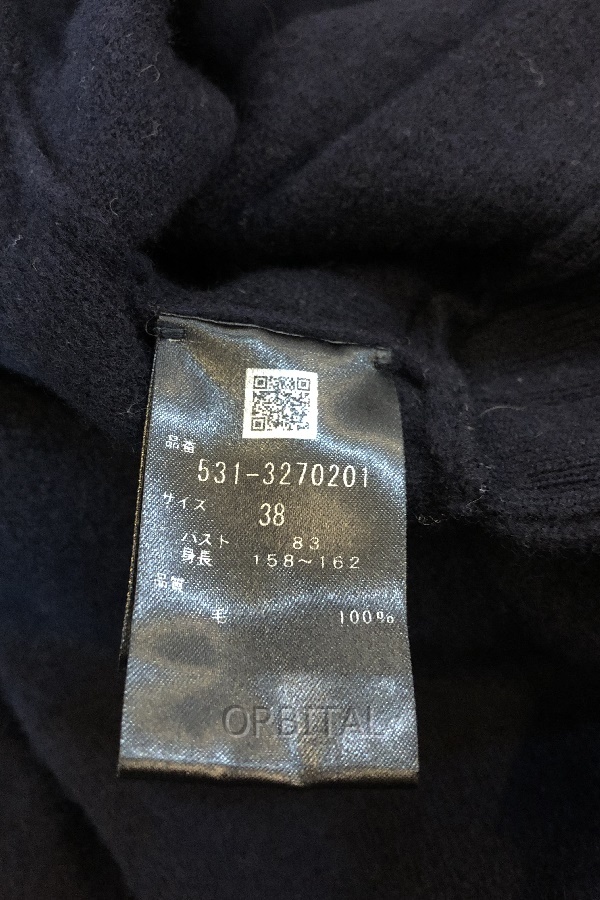 品番
531-3270201
サイズ
38
バスト 83
身長 158～162
品質
毛 100%
ORBITAL